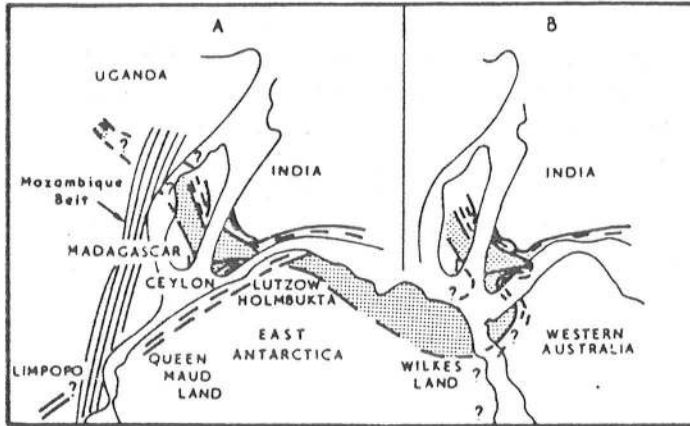 A
B
UGANDA
?
?
INDIA
INDIA
Mozambique
Belt
?
MADAGASCAR
CEYLON
LUTZOW
HOLMBUKTA
?
EAST
ANTARCTICA
?
WESTERN
AUSTRALIA
QUEEN
MAUD
LAND
WILKES
LAND
?
LIMPOPO
?
?